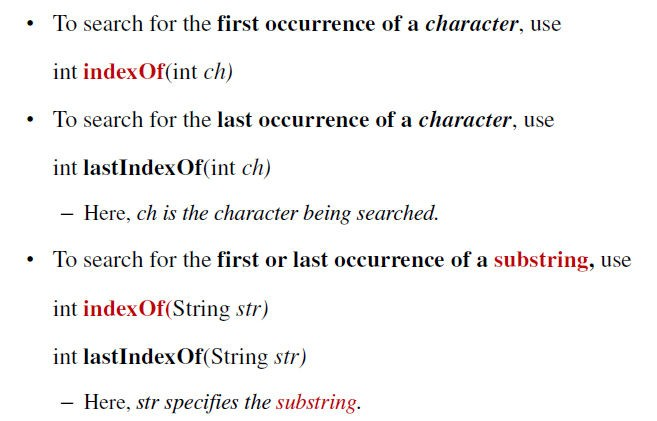 • To search for the first occurrence of a character, use
int indexOf(int ch)
• To search for the last occurrence of a character, use
int lastIndexOf(int ch)
– Here, ch is the character being searched.
• To search for the first or last occurrence of a substring, use
int indexOf(String str)
int lastIndexOf(String str)
– Here, str specifies the substring.